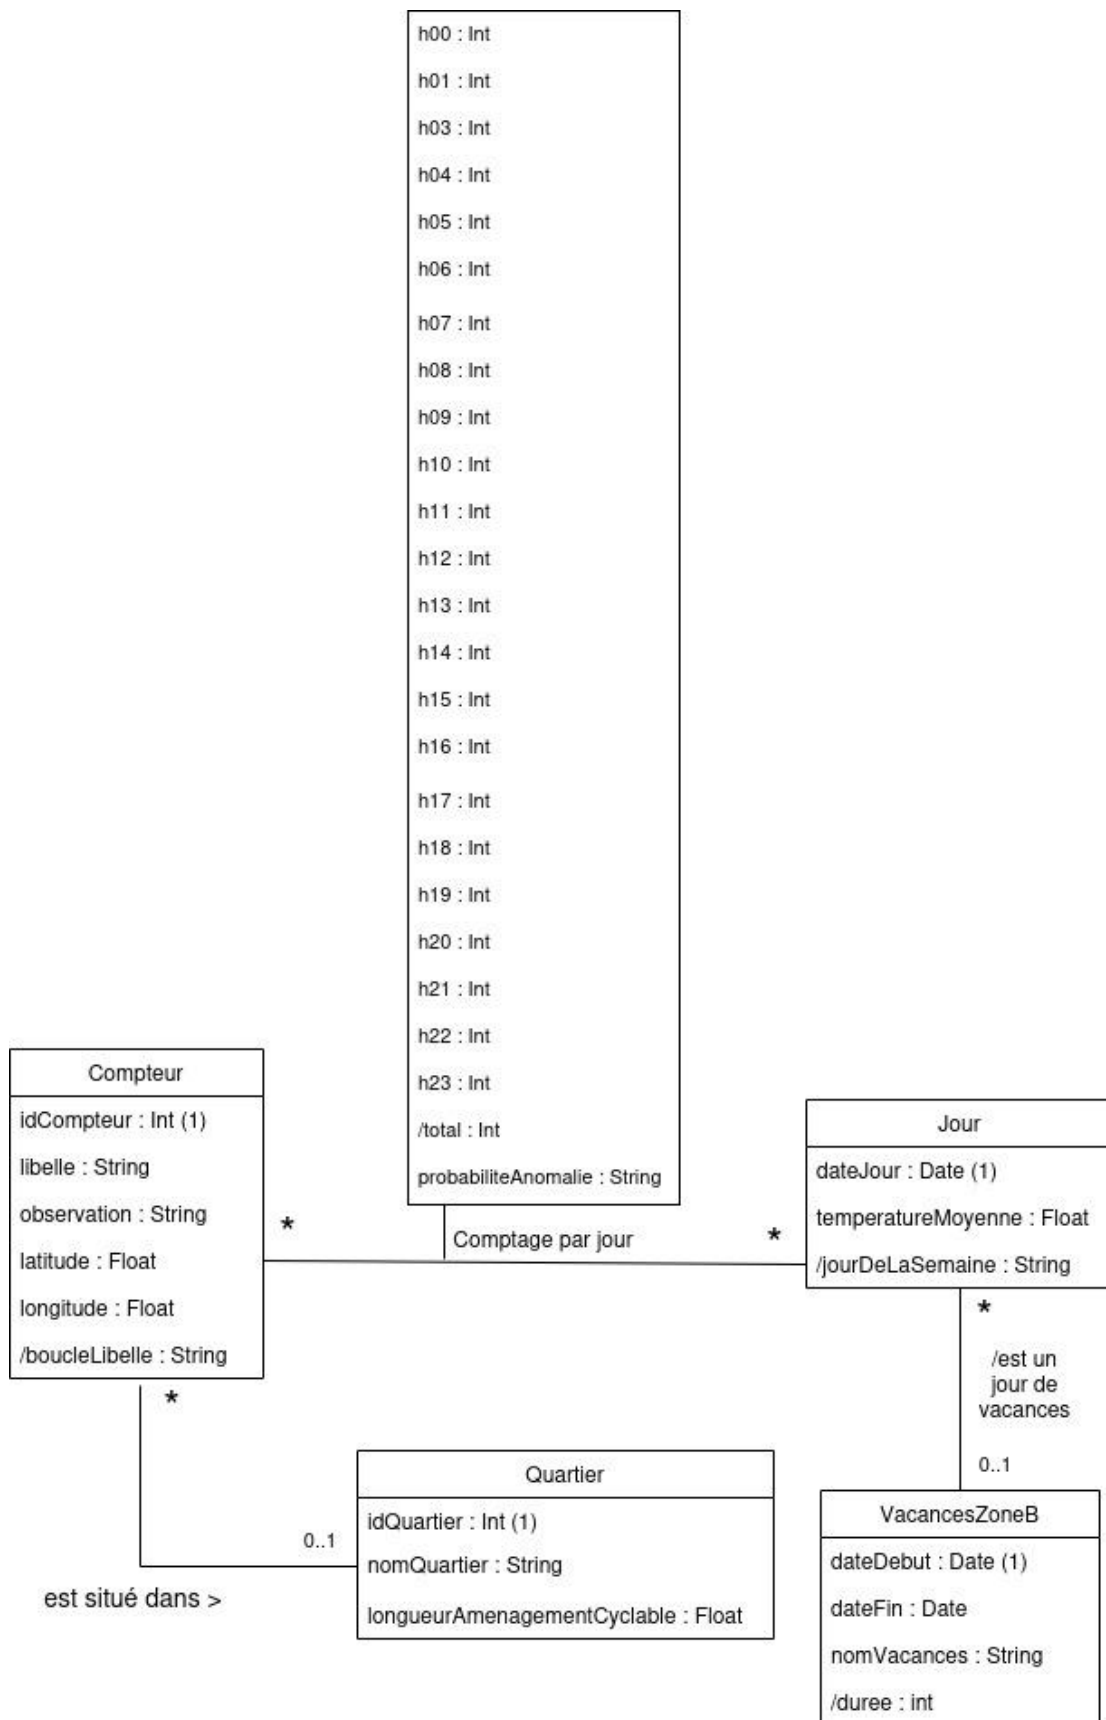 h00 : Int
h01 : Int
h03 : Int
h04 : Int
h05 : Int
h06 : Int
h07 : Int
h08 : Int
h09 : Int
h10 : Int
h11 : Int
h12 : Int
h13 : Int
h14 : Int
h15 : Int
h16 : Int
h17 : Int
h18 : Int
h19 : Int
h20 : Int
h21 : Int
h22 : Int
h23 : Int
/total : Int
probabiliteAnomalie : String
Compteur
idCompteur : Int (1)
libelle : String
observation : String
latitude : Float
longitude : Float
/boucleLibelle : String
*
Comptage par jour
*
Jour
dateJour : Date (1)
temperatureMoyenne : Float
/jourDeLaSemaine : String
*
/est un
jour de
vacances
0..1
*
0..1
est situé dans >
Quartier
idQuartier : Int (1)
nomQuartier : String
longueurAmenagementCyclable : Float
VacancesZoneB
dateDebut : Date (1)
dateFin : Date
nomVacances : String
/duree : int